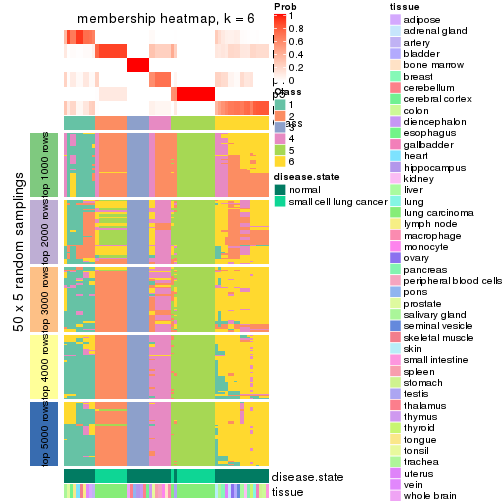 membership heatmap, k = 6
Prob
1
0.8
0.6
0.4
0.2
0
Class
1
2
3
4
5
6
disease.state
normal
small cell lung cancer
tissue
adipose
adrenal gland
artery
bladder
bone marrow
breast
cerebellum
cerebral cortex
colon
diencephalon
esophagus
gallbladder
heart
hippocampus
kidney
liver
lung
lung carcinoma
lymph node
macrophage
monocyte
ovary
pancreas
peripheral blood cells
pons
prostate
salivary gland
seminal vesicle
skeletal muscle
skin
small intestine
spleen
stomach
testis
thalamus
thymus
thyroid
tongue
tonsil
trachea
uterus
vein
whole brain
50 x 5 random samplings
top 1000 rows
top 2000 rows
top 3000 rows
top 4000 rows
top 5000 rows
disease.state
tissue